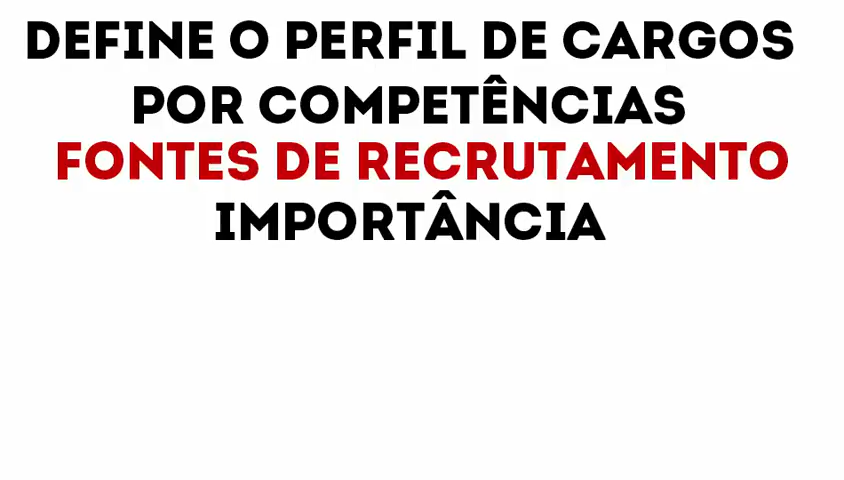 DEFINE O PERFIL DE CARGOS
POR COMPETÊNCIAS
FONTES DE RECRUTAMENTO
IMPORTÂNCIA